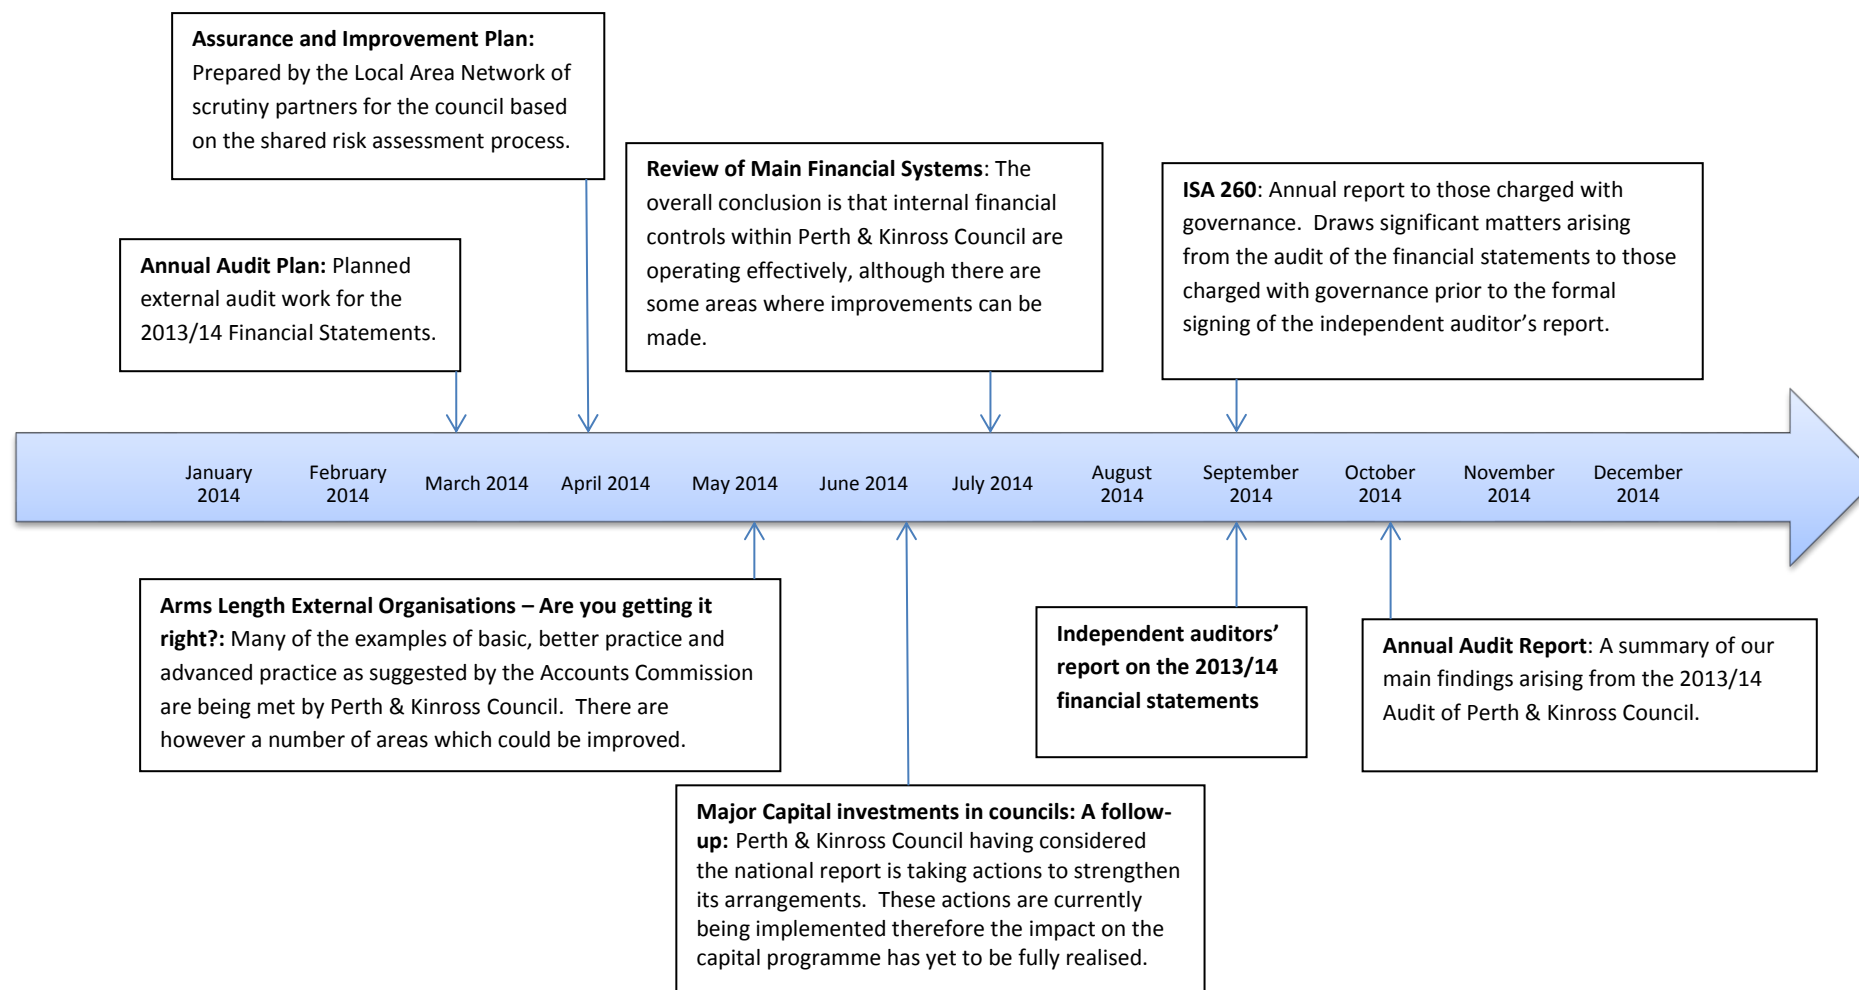 Assurance and Improvement Plan:
Prepared by the Local Area Network of
scrutiny partners for the council based
on the shared risk assessment process.
Review of Main Financial Systems: The
overall conclusion is that internal financial
controls within Perth & Kinross Council are
operating effectively, although there are
some areas where improvements can be
made.
ISA 260: Annual report to those charged with
governance. Draws significant matters arising
from the audit of the financial statements to those
charged with governance prior to the formal
signing of the independent auditor’s report.
Annual Audit Plan: Planned
external audit work for the
2013/14 Financial Statements.
January
2014
February
2014
March 2014
April 2014
May 2014
June 2014
July 2014
August
2014
September
2014
October
2014
November
2014
December
2014
Arms Length External Organisations – Are you getting it
right?: Many of the examples of basic, better practice and
advanced practice as suggested by the Accounts Commission
are being met by Perth & Kinross Council. There are
however a number of areas which could be improved.
Independent auditors’
report on the 2013/14
financial statements
Annual Audit Report: A summary of our
main findings arising from the 2013/14
Audit of Perth & Kinross Council.
Major Capital investments in councils: A follow-
up: Perth & Kinross Council having considered
the national report is taking actions to strengthen
its arrangements. These actions are currently
being implemented therefore the impact on the
capital programme has yet to be fully realised.